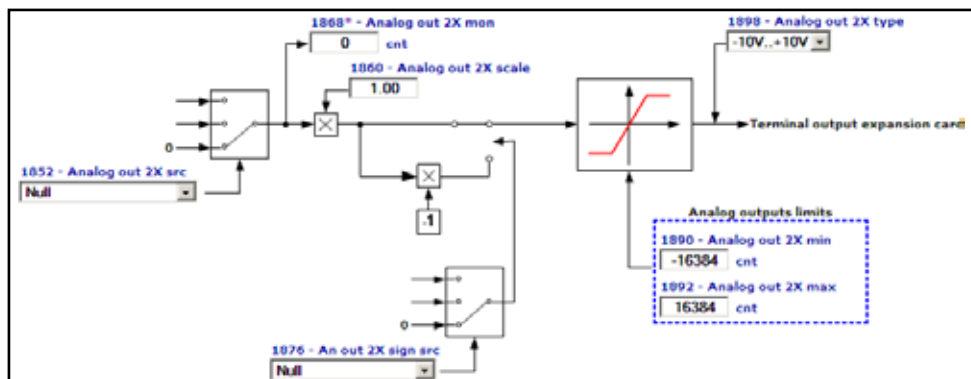 1868* - Analog out 2X mon
0 cnt
1898 - Analog out 2X type
-10V..+10V
1860 - Analog out 2X scale
1.00
0
Terminal output expansion card
1852 - Analog out 2X src
Null
-1
Analog outputs limits
1890 - Analog out 2X min
-16384 cnt
1892 - Analog out 2X max
16384 cnt
0
1876 - An out 2X sign src
Null